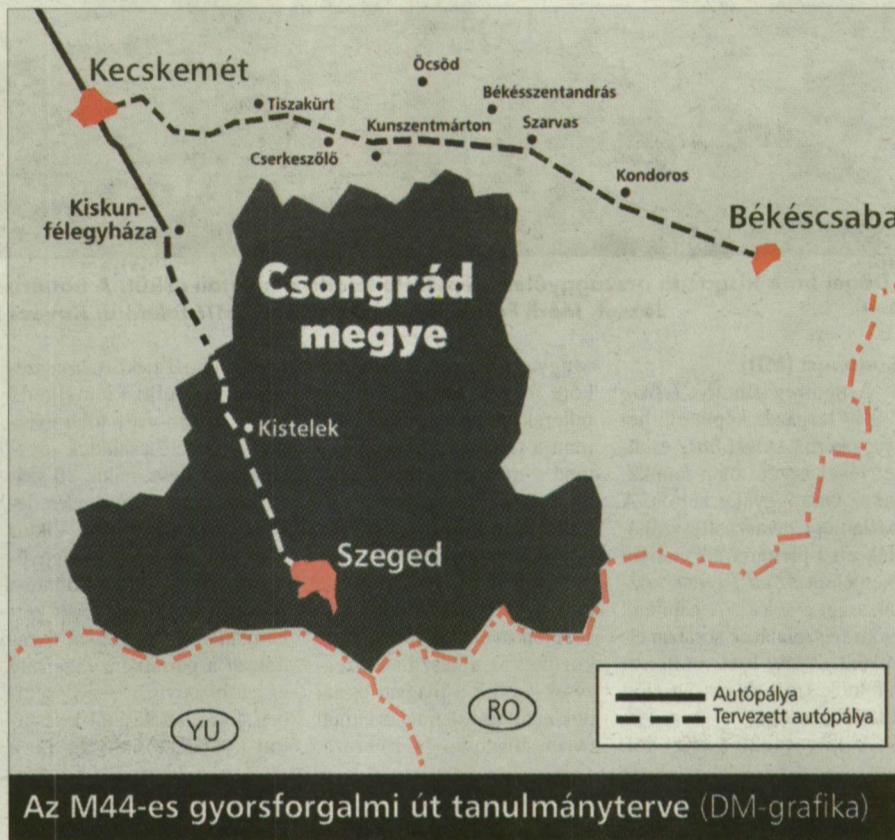 Kecskemét
Öcsöd
Békésszentandrás
Tiszakürt
Kunszentmárton
Szarvas
Cserkeszőlő
Kondoros
Kiskun-
félegyháza
Békéscsaba
Csongrád
megye
Kistelek
Szeged
YU
RO
Autópálya
Tervezett autópálya
Az M44-es gyorsforgalmi út tanulmányterve (DM-grafika)